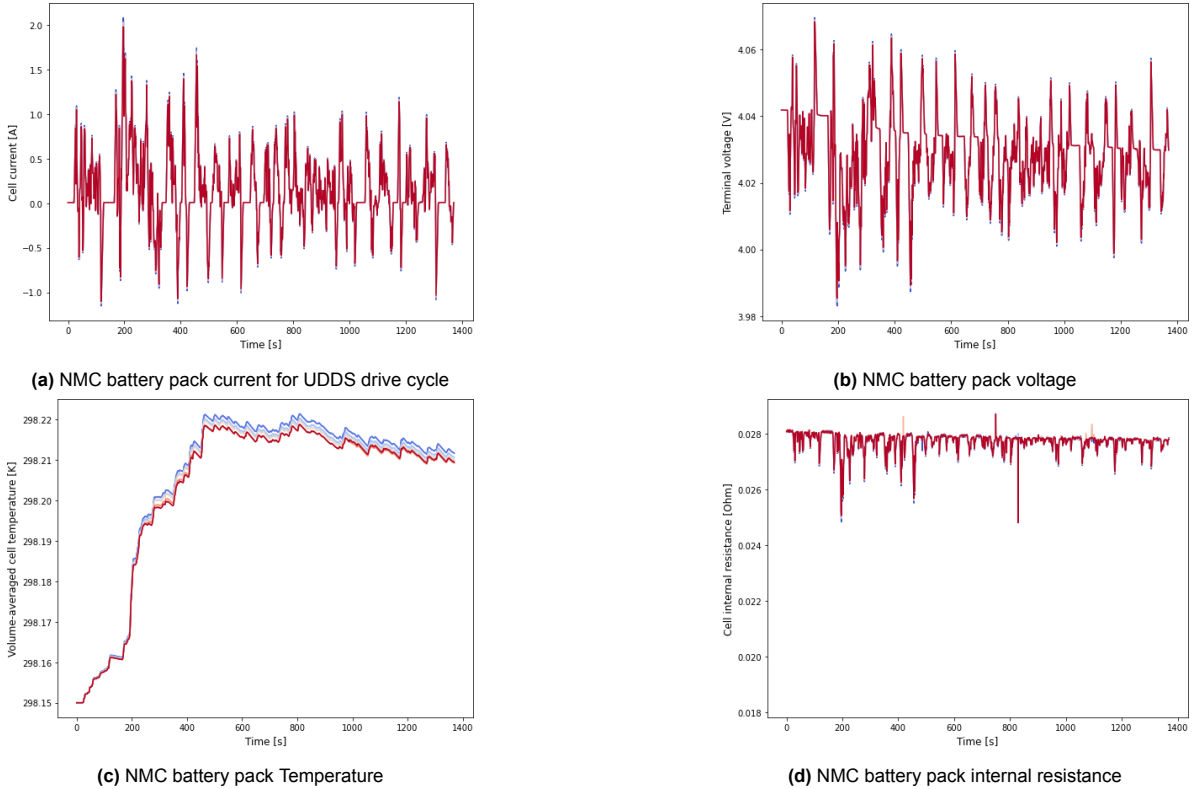 2.0
1.5
1.0
0.5
0.0
−0.5
−1.0
Cell current [A]
0 200 400 600 800 1000 1200 1400
Time [s]
(a) NMC battery pack current for UDDS drive cycle
4.06
4.04
4.02
4.00
3.98
Terminal voltage [V]
0 200 400 600 800 1000 1200 1400
Time [s]
(b) NMC battery pack voltage
298.22
298.21
298.20
298.19
298.18
298.17
298.16
298.15
Volume-averaged cell temperature [K]
0 200 400 600 800 1000 1200 1400
Time [s]
(c) NMC battery pack Temperature
0.028
0.026
0.024
0.022
0.020
0.018
Cell internal resistance [Ohm]
0 200 400 600 800 1000 1200 1400
Time [s]
(d) NMC battery pack internal resistance